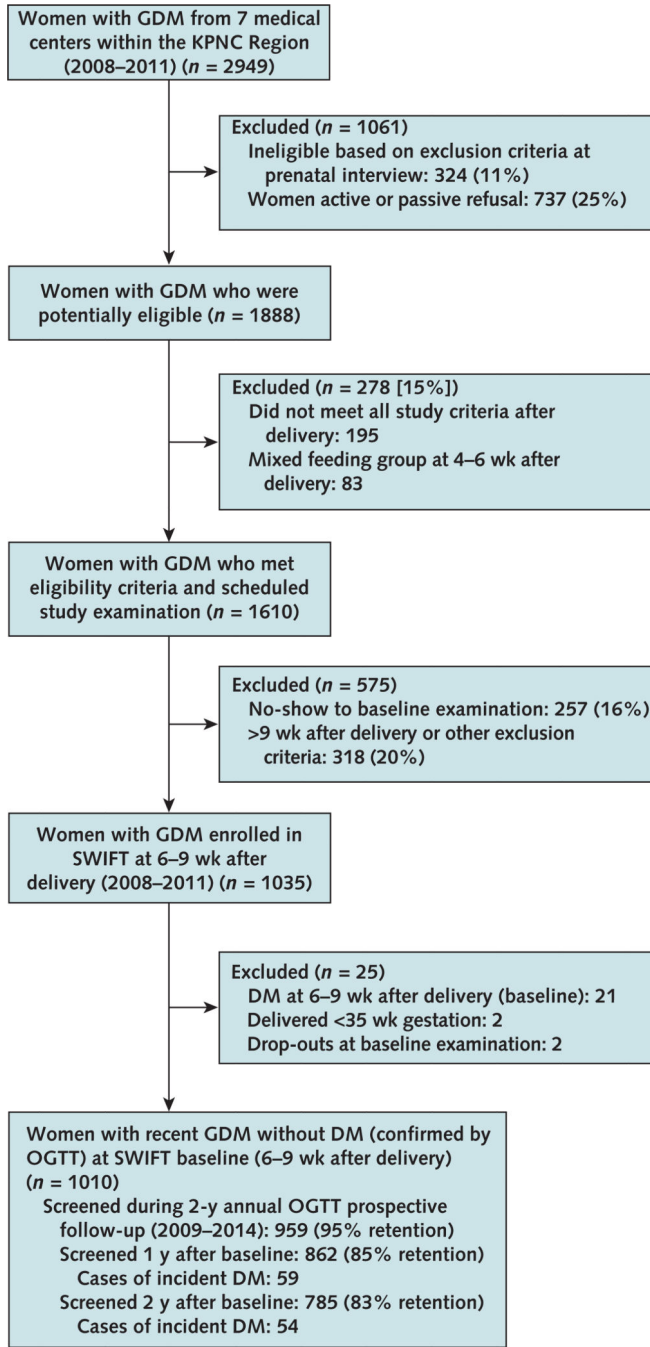 Women with GDM from 7 medical
centers within the KPNC Region
(2008–2011) (n = 2949)
Excluded (n = 1061)
Ineligible based on exclusion criteria at
prenatal interview: 324 (11%)
Women active or passive refusal: 737 (25%)
Women with GDM who were
potentially eligible (n = 1888)
Excluded (n = 278 [15%])
Did not meet all study criteria after
delivery: 195
Mixed feeding group at 4–6 wk after
delivery: 83
Women with GDM who met
eligibility criteria and scheduled
study examination (n = 1610)
Excluded (n = 575)
No-show to baseline examination: 257 (16%)
>9 wk after delivery or other exclusion
criteria: 318 (20%)
Women with GDM enrolled in
SWIFT at 6–9 wk after
delivery (2008–2011) (n = 1035)
Excluded (n = 25)
DM at 6–9 wk after delivery (baseline): 21
Delivered <35 wk gestation: 2
Drop-outs at baseline examination: 2
Women with recent GDM without DM (confirmed by
OGTT) at SWIFT baseline (6–9 wk after delivery)
(n = 1010)
Screened during 2-y annual OGTT prospective
follow-up (2009–2014): 959 (95% retention)
Screened 1 y after baseline: 862 (85% retention)
Cases of incident DM: 59
Screened 2 y after baseline: 785 (83% retention)
Cases of incident DM: 54